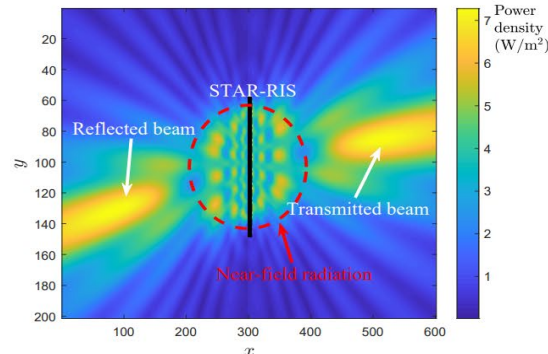 Power
density
(W/m²)
STAR-RIS
Reflected beam
Transmitted beam
Near-field radiation
20
40
60
80
100
120
140
160
180
200
y
100
200
300
400
500
600
x
7
6
5
4
3
2
1